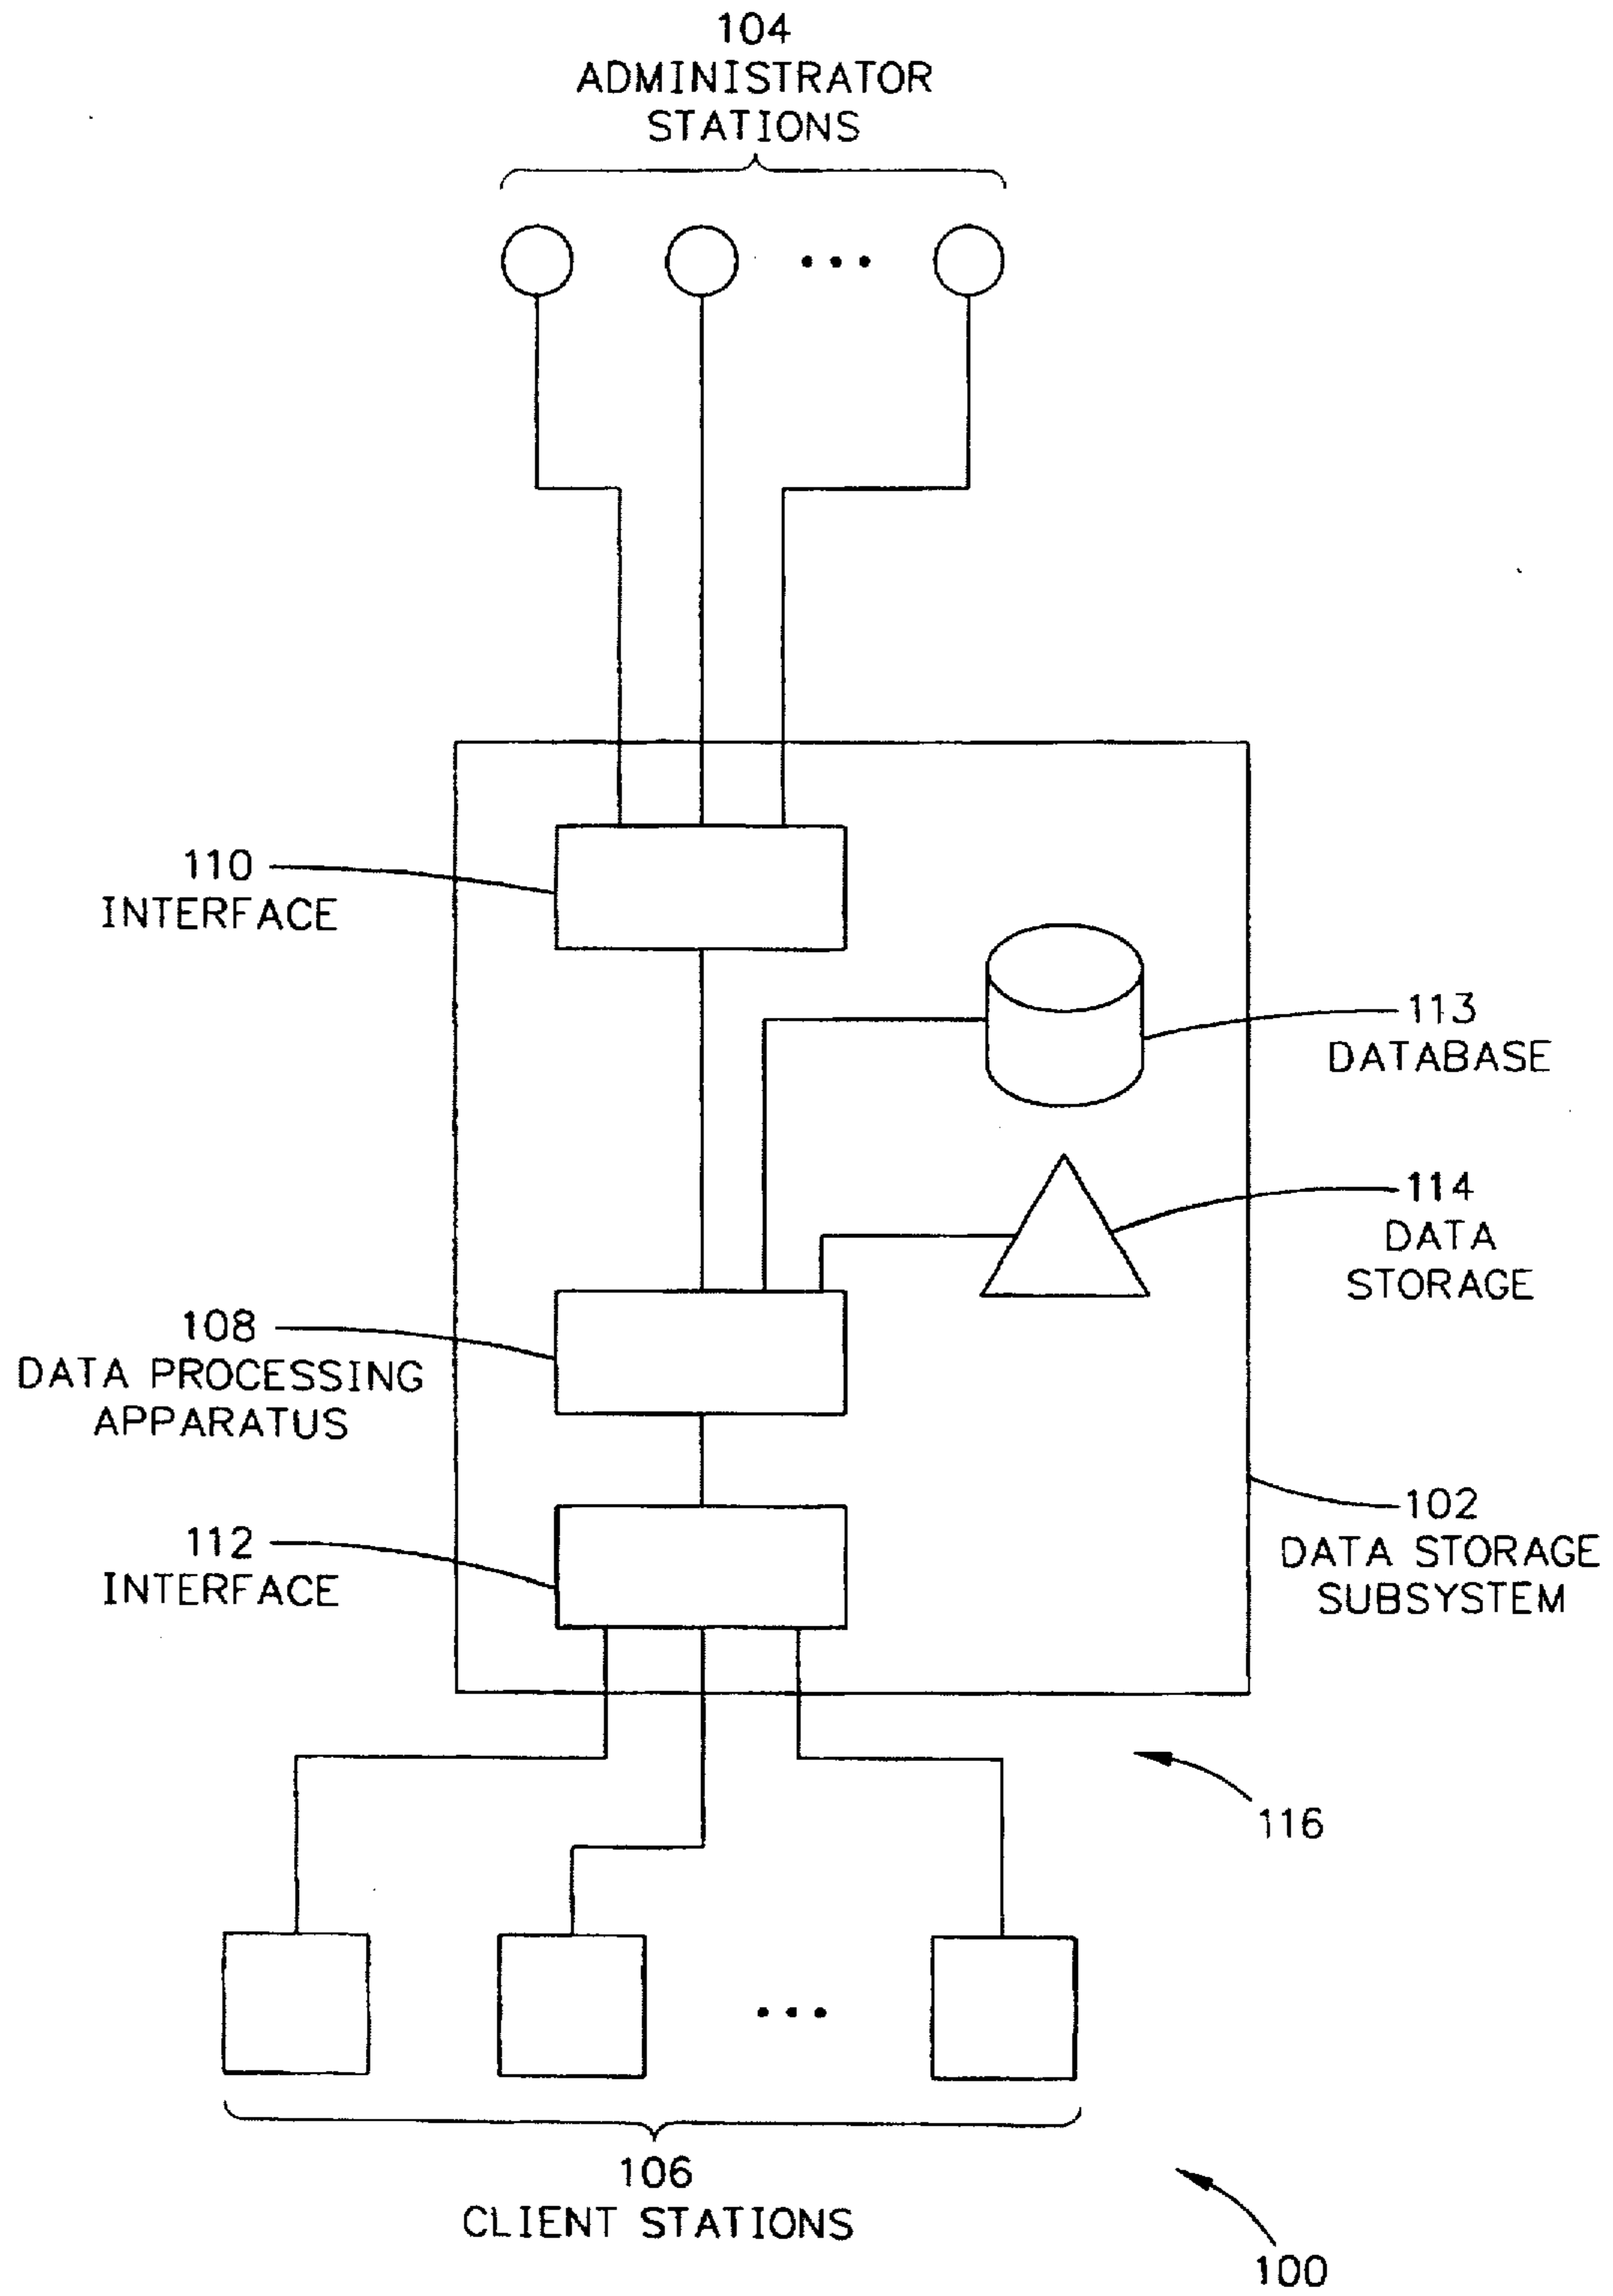 104
ADMINISTRATOR
STATIONS
110
INTERFACE
113
DATABASE
114
DATA
STORAGE
108
DATA PROCESSING
APPARATUS
102
DATA STORAGE
SUBSYSTEM
112
INTERFACE
116
106
CLIENT STATIONS
100